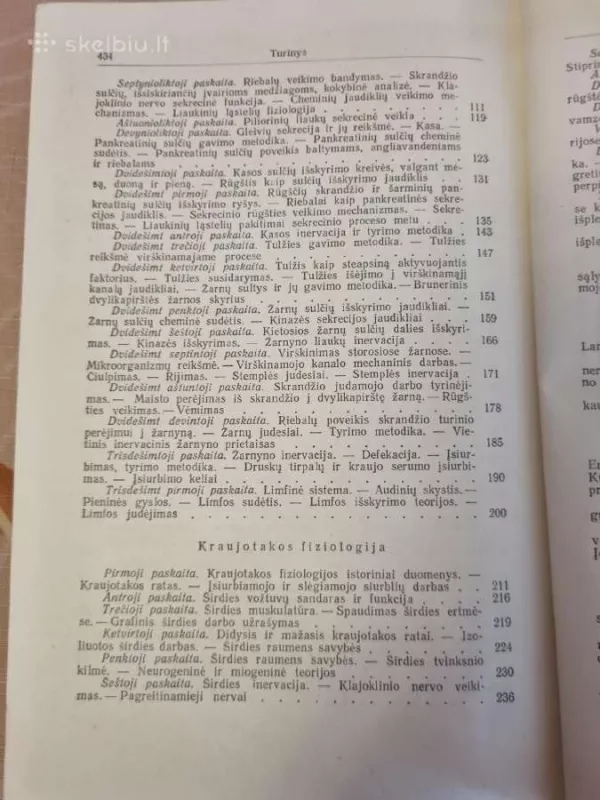 skelbiu.lt
434 Turinys
Septynioliktoji paskaita. Riebalų veikimo bandymas. — Skrandžio
sulčių, išsiskiriančių įvairioms medžiagoms, kokybinė analizė. — Kla-
joklinio nervo sekrecinė funkcija. — Cheminių jaudiklių veikimo me-
chanizmas. — Liaukinių ląstelių fiziologija . . . . . . . . 111
Aštuonioliktoji paskaita. Piliorinių liaukų sekrecinė veikla . . . 119
Devynioliktoji paskaita. Gleivių sekrecija ir jų reikšmė. — Kasa. —
Pankreatinių sulčių gavimo metodika. — Pankreatinių sulčių cheminė
sudėtis. — Pankreatinių sulčių poveikis baltymams, angliavandeniams
ir riebalams . . . . . . . . . . . . . . 123
Dvidešimtoji paskaita. Kasos sulčių išskyrimo kreivės, valgant mė-
są, duoną ir pieną. — Rūgštis kaip sulčių išskyrimo jaudiklis . . . 131
Dvidešimt pirmoji paskaita. Rūgščių skrandžio ir šarminių pan-
kreatinių sulčių išskyrimo ryšys. — Riebalai kaip pankreatinės sekre-
cijos jaudiklis. — Sekrecinio rūgšties veikimo mechanizmas. — Sekre-
tinas. — Liaukinių ląstelių pakitimai sekrecinio proceso metu . . . 135
Dvidešimt antroji paskaita. Kasos inervacija ir tyrimo metodika . 143
Dvidešimt trečioji paskaita. Tulžies gavimo metodika. — Tulžies
reikšmė virškinamajame procese . . . . . . . . . . 147
Dvidešimt ketvirtoji paskaita. Tulžis kaip steapsiną aktyvuojantis
faktorius. — Tulžies susidarymas. — Tulžies išėjimo į virškinamąjį
kanalą jaudikliai. — Žarnų sultys ir jų gavimo metodika. — Brunerinis
dvylikapirštės žarnos skyrius . . . . . . . . . . . 151
Dvidešimt penktoji paskaita. Žarnų sulčių išskyrimo jaudikliai. —
Žarnų sulčių cheminė sudėtis. — Kinazės sekrecijos jaudikliai . . 159
Dvidešimt šeštoji paskaita. Kietosios žarnų sulčių dalies išskyri-
mas. — Kinazės išskyrimas. — Žarnyno liaukų inervacija . . . 166
Dvidešimt septintoji paskaita. Virškinimas storosiose žarnose. —
Mikroorganizmų reikšmė. — Virškinamojo kanalo mechaninis darbas. —
Čiulpimas. — Rijimas. — Stemplės judesiai. — Stemplės inervacija . 171
Dvidešimt aštuntoji paskaita. Skrandžio judamojo darbo tyrinėji-
mas. — Maisto perėjimas iš skrandžio į dvylikapirštę žarną. — Rūgš-
ties veikimas. — Vėmimas . . . . . . . . . . . . 178
Dvidešimt devintoji paskaita. Riebalų poveikis skrandžio turinio
perėjimui į žarnyną. — Žarnų judesiai. — Tyrimo metodika. — Vie-
tinis inervacinis žarnyno prietaisas . . . . . . . . . 185
Trisdešimtoji paskaita. Žarnyno inervacija. — Defekacija. — Įsiur-
bimas, tyrimo metodika. — Druskų tirpalų ir kraujo serumo įsiurbi-
mas. — Įsiurbimo keliai . . . . . . . . . . . . 190
Trisdešimt pirmoji paskaita. Limfinė sistema. — Audinių skystis. —
Pieninės gyslos. — Limfos sudėtis. — Limfos išskyrimo teorijos. —
Limfos judėjimas . . . . . . . . . . . . . . 200
Kraujotakos fiziologija
Pirmoji paskaita. Kraujotakos fiziologijos istoriniai duomenys. —
Kraujotakos ratas. — Įsiurbiamojo ir slėgiamojo siurblių darbas . . 211
Antroji paskaita. Širdies vožtuvų sandara ir funkcija . . . . 216
Trečioji paskaita. Širdies muskulatūra. — Spaudimas širdies ertmė-
se. — Grafinis širdies darbo užrašymas . . . . . . . . 219
Ketvirtoji paskaita. Didysis ir mažasis kraujotakos ratai. — Izo-
liuotos širdies darbas. — Širdies raumens savybės . . . . . 224
Penktoji paskaita. Širdies raumens savybės. — Širdies tvinksnio
kilmė. — Neurogeninė ir miogeninė teorijos . . . . . . . 230
Šeštoji paskaita. Širdies inervacija. — Klajoklinio nervo veiki-
mas. — Pagreitinamieji nervai . . . . . . . . . . . 236